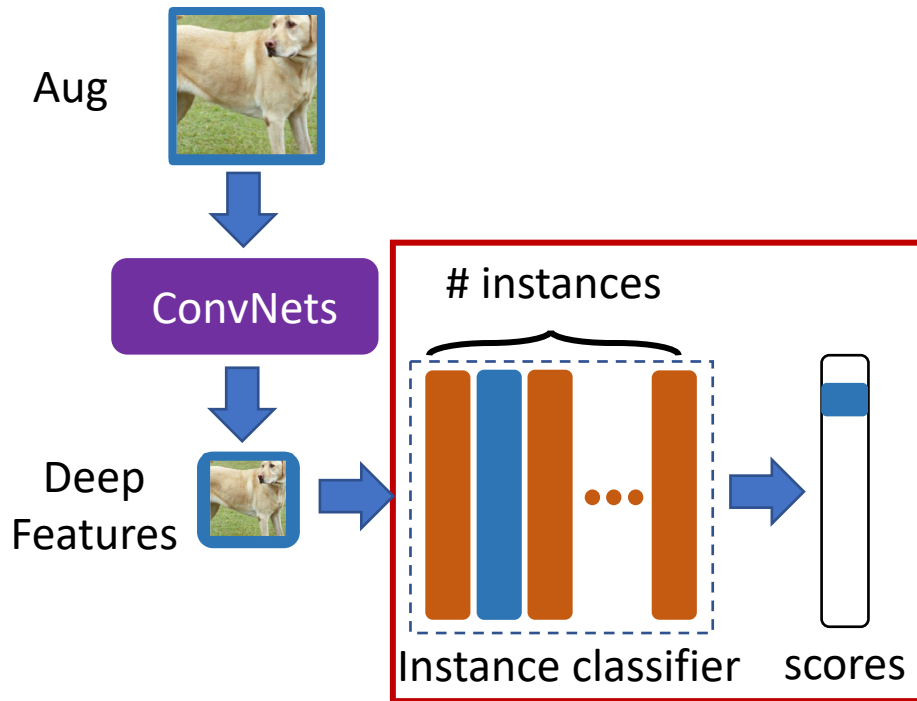 Aug
ConvNets
# instances
Deep
Features
Instance classifier
scores